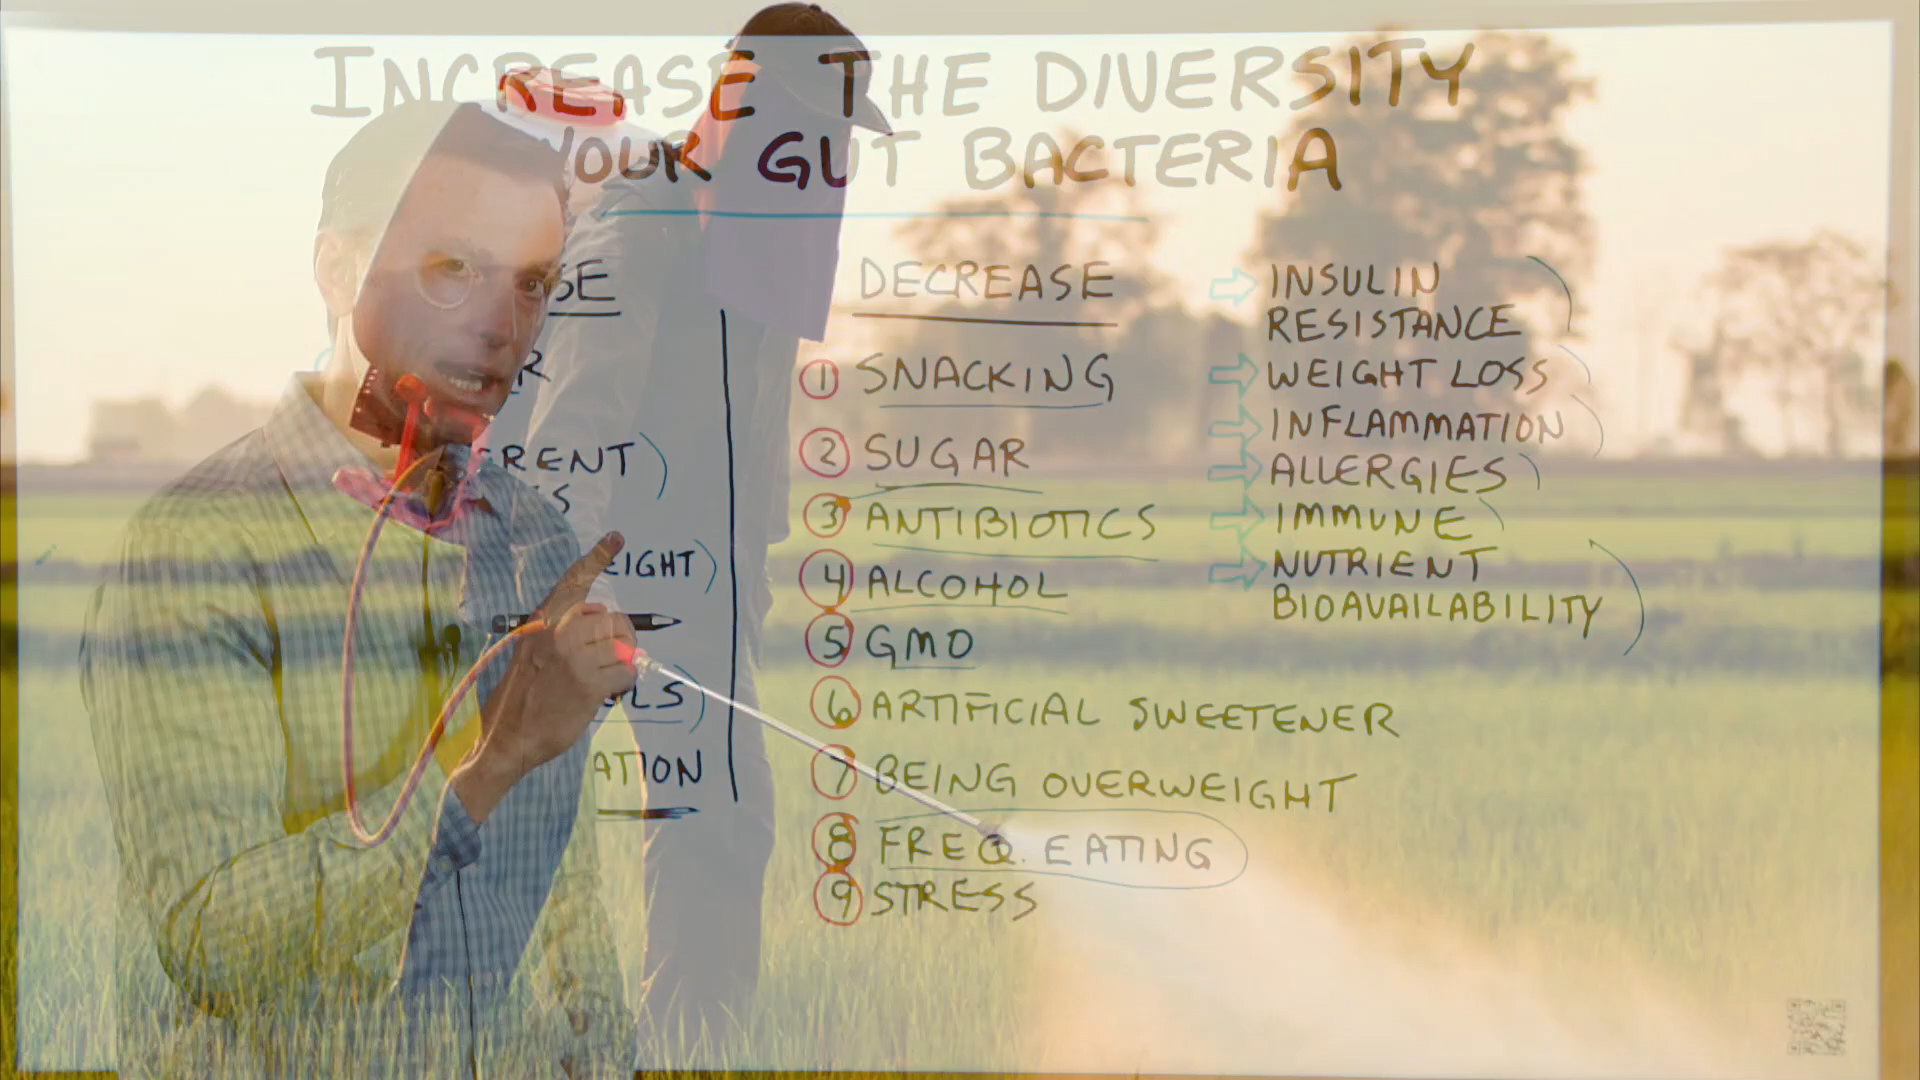 INCREASE THE DIVERSITY
YOUR GUT BACTERIA
DECREASE
① SNACKING
② SUGAR
③ ANTIBIOTICS
④ ALCOHOL
⑤ GMO
⑥ ARTIFICIAL SWEETENER
⑦ BEING OVERWEIGHT
⑧ FREQ. EATING
⑨ STRESS
⇨ INSULIN
RESISTANCE
⇨ WEIGHT LOSS
⇨ INFLAMMATION
⇨ ALLERGIES
⇨ IMMUNE
⇨ NUTRIENT
BIOAVAILABILITY